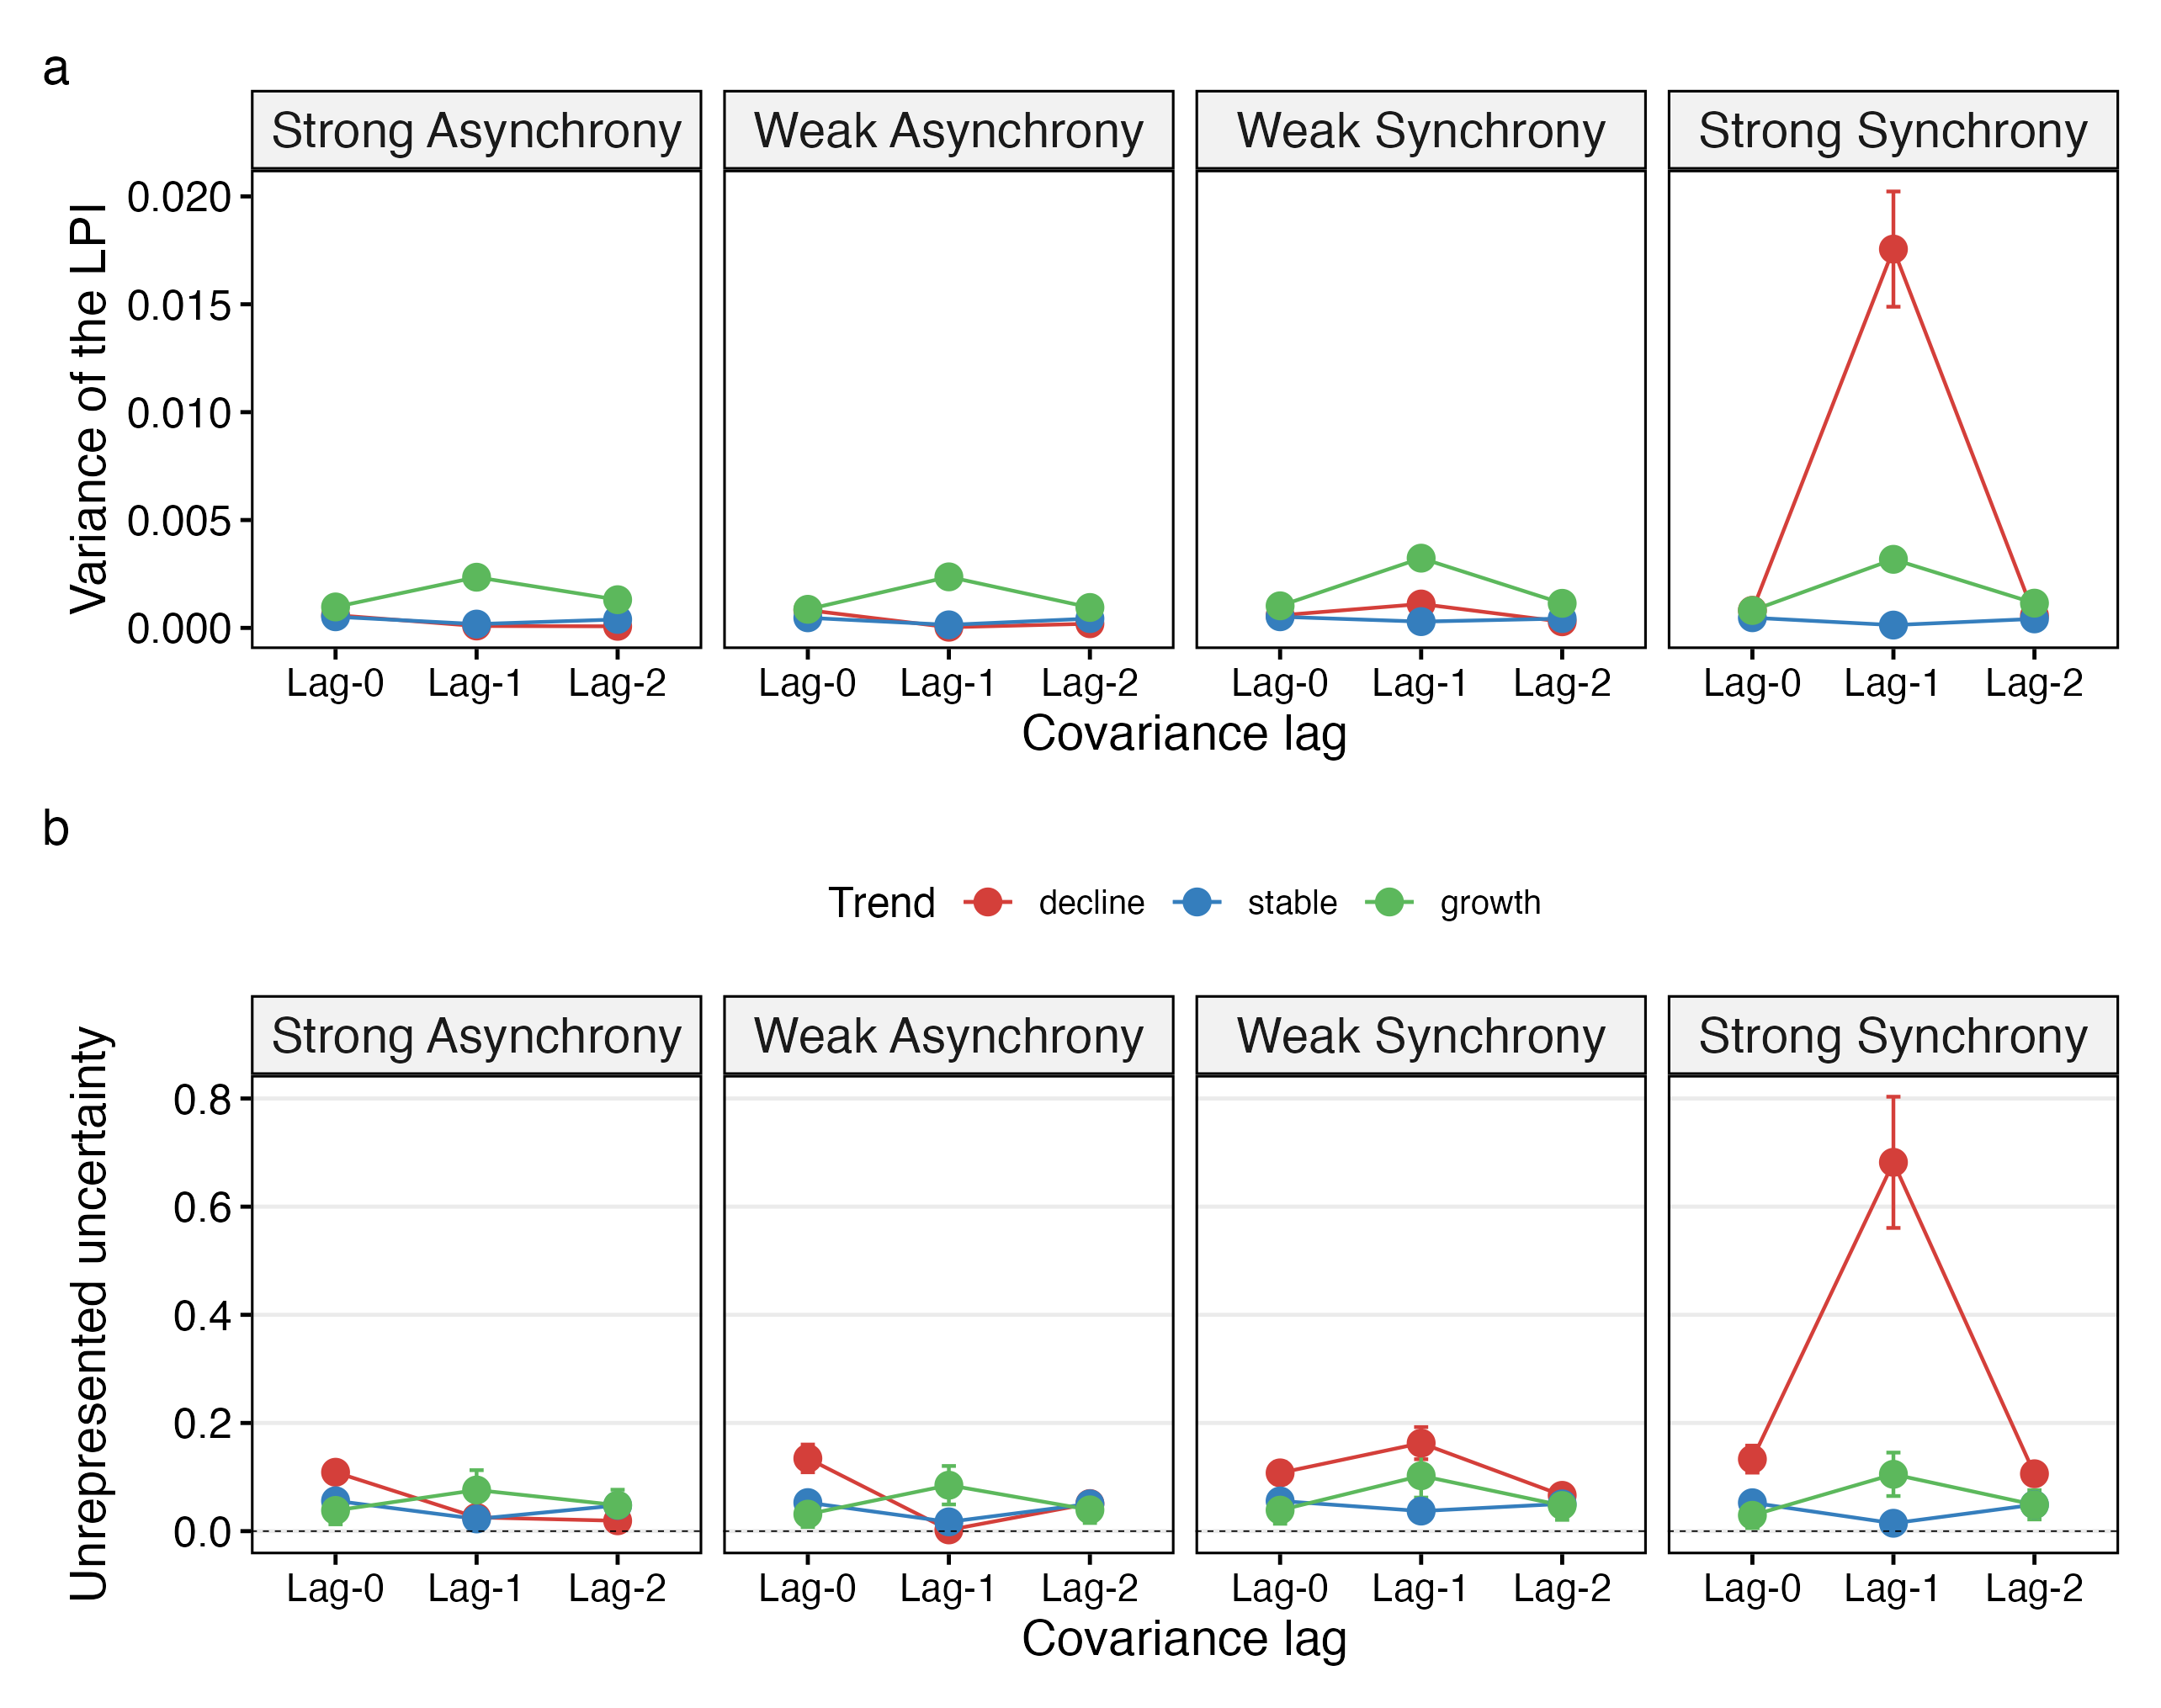 a
Strong Asynchrony Weak Asynchrony Weak Synchrony Strong Synchrony
Variance of the LPI
0.020
0.015
0.010
0.005
0.000
Lag-0 Lag-1 Lag-2 Lag-0 Lag-1 Lag-2 Lag-0 Lag-1 Lag-2 Lag-0 Lag-1 Lag-2
Covariance lag
b
Trend decline stable growth
Strong Asynchrony Weak Asynchrony Weak Synchrony Strong Synchrony
Unrepresented uncertainty
0.8
0.6
0.4
0.2
0.0
Lag-0 Lag-1 Lag-2 Lag-0 Lag-1 Lag-2 Lag-0 Lag-1 Lag-2 Lag-0 Lag-1 Lag-2
Covariance lag